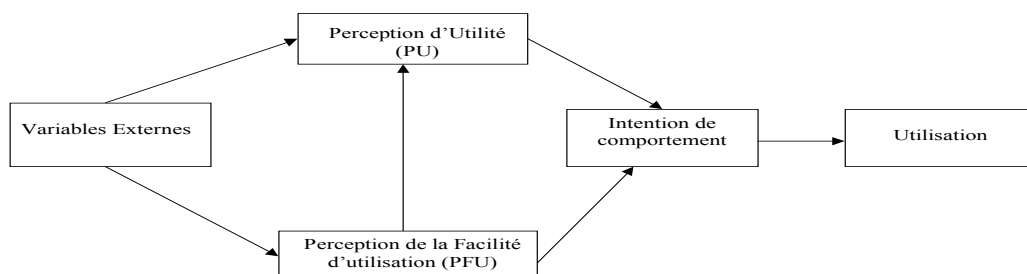 Perception d'Utilité
(PU)
Variables Externes
Intention de
comportement
Utilisation
Perception de la Facilité
d'utilisation (PFU)